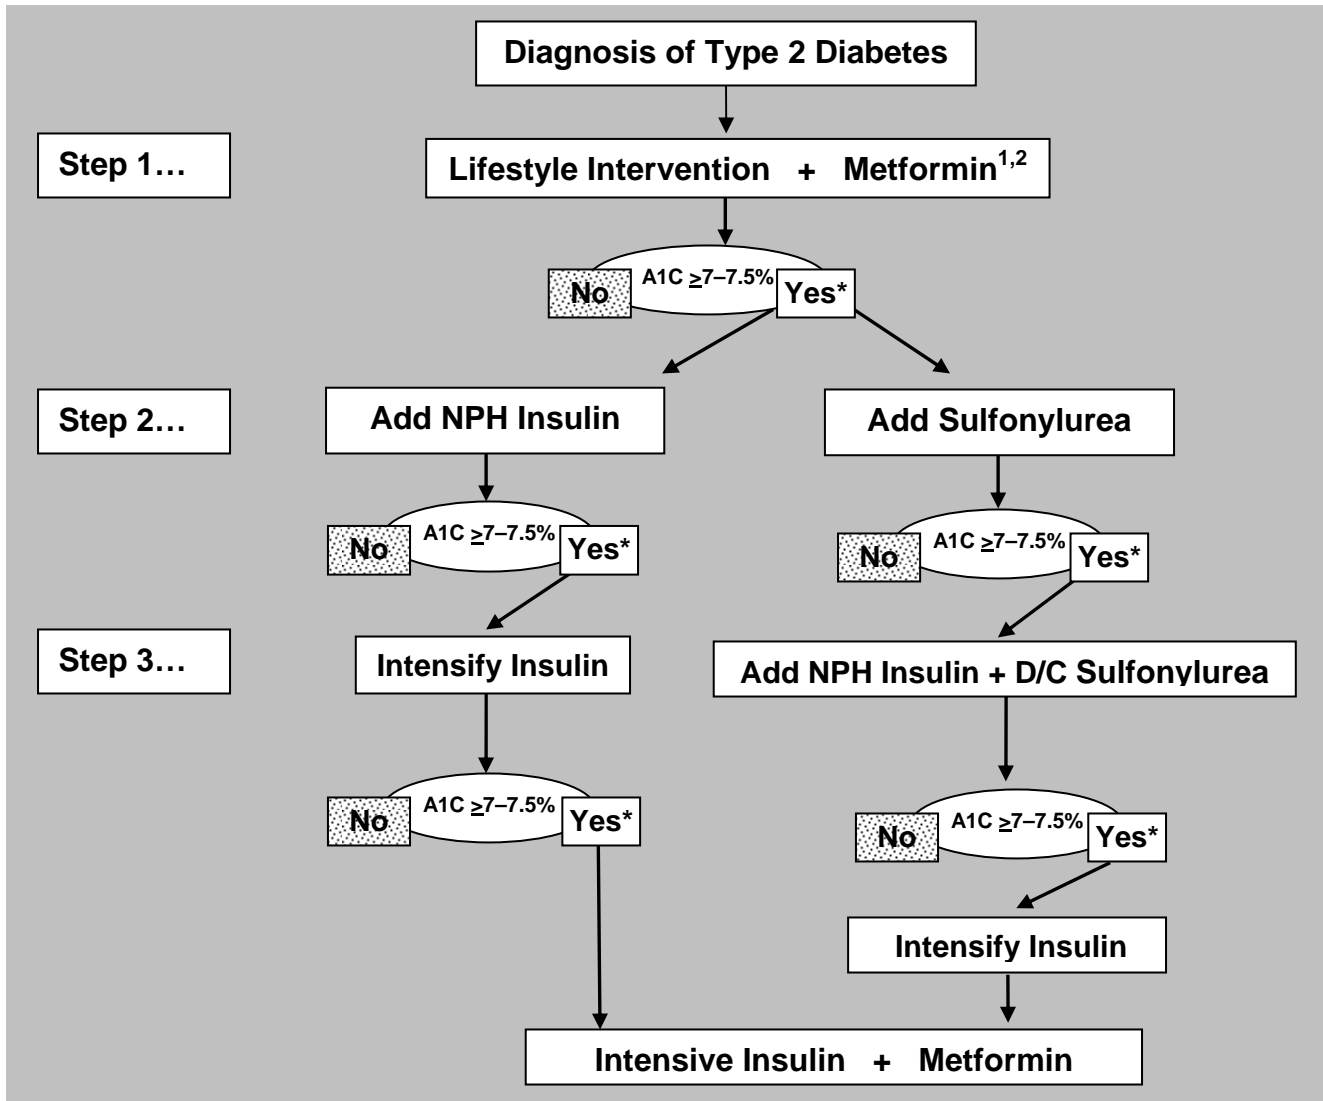 Diagnosis of Type 2 Diabetes
Step 1…
Lifestyle Intervention + Metformin1,2
No
A1C ≥7–7.5%
Yes*
Step 2…
Add NPH Insulin
Add Sulfonylurea
No
A1C ≥7–7.5%
Yes*
No
A1C ≥7–7.5%
Yes*
Step 3…
Intensify Insulin
Add NPH Insulin + D/C Sulfonylurea
No
A1C ≥7–7.5%
Yes*
No
A1C ≥7–7.5%
Yes*
Intensify Insulin
Intensive Insulin + Metformin